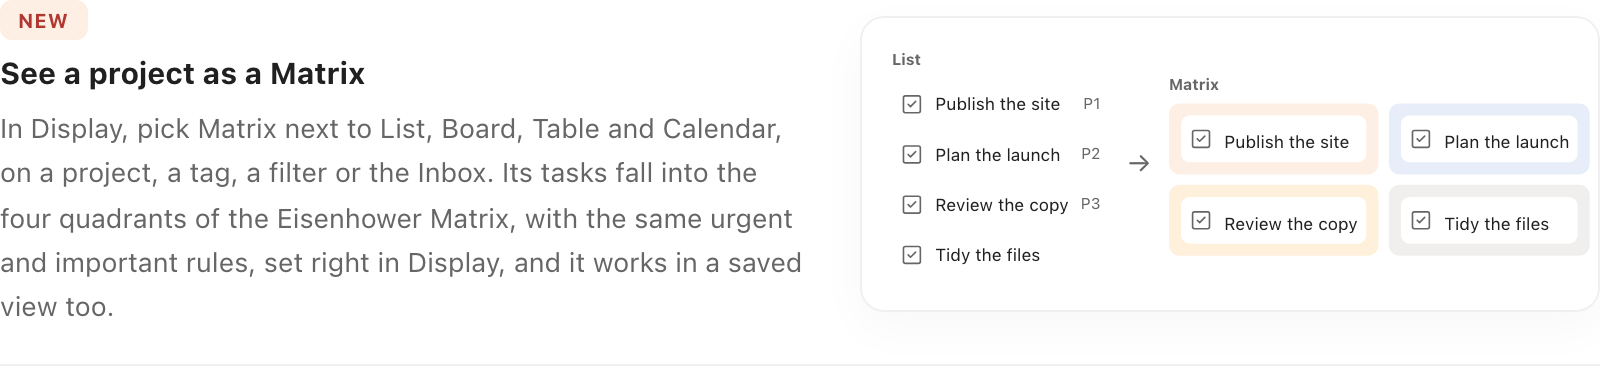 NEW
See a project as a Matrix
In Display, pick Matrix next to List, Board, Table and Calendar,
on a project, a tag, a filter or the Inbox. Its tasks fall into the
four quadrants of the Eisenhower Matrix, with the same urgent
and important rules, set right in Display, and it works in a saved
view too.
List
Publish the site P1
Plan the launch P2
Review the copy P3
Tidy the files
Matrix
Publish the site
Plan the launch
Review the copy
Tidy the files